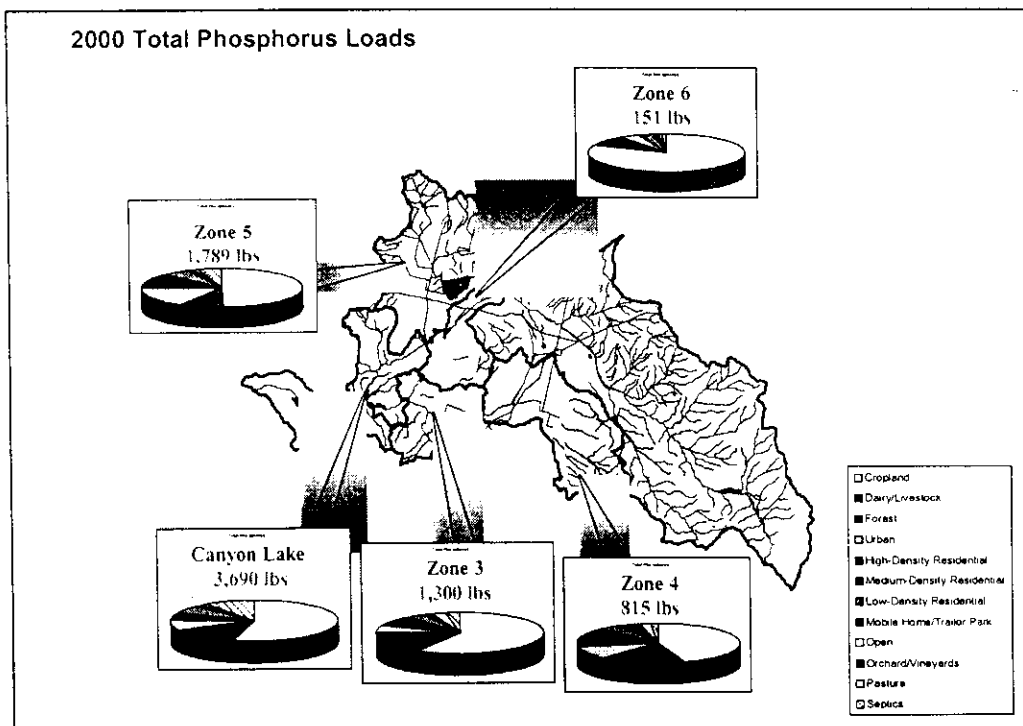 2000 Total Phosphorus Loads
Zone 6
151 lbs
Zone 5
1,789 lbs
Canyon Lake
3,690 lbs
Zone 3
1,300 lbs
Zone 4
815 lbs
Cropland
Dairy/Livestock
Forest
Urban
High-Density Residential
Medium-Density Residential
Low-Density Residential
Mobile Home/Trailor Park
Open
Orchard/Vineyards
Pasture
Septics